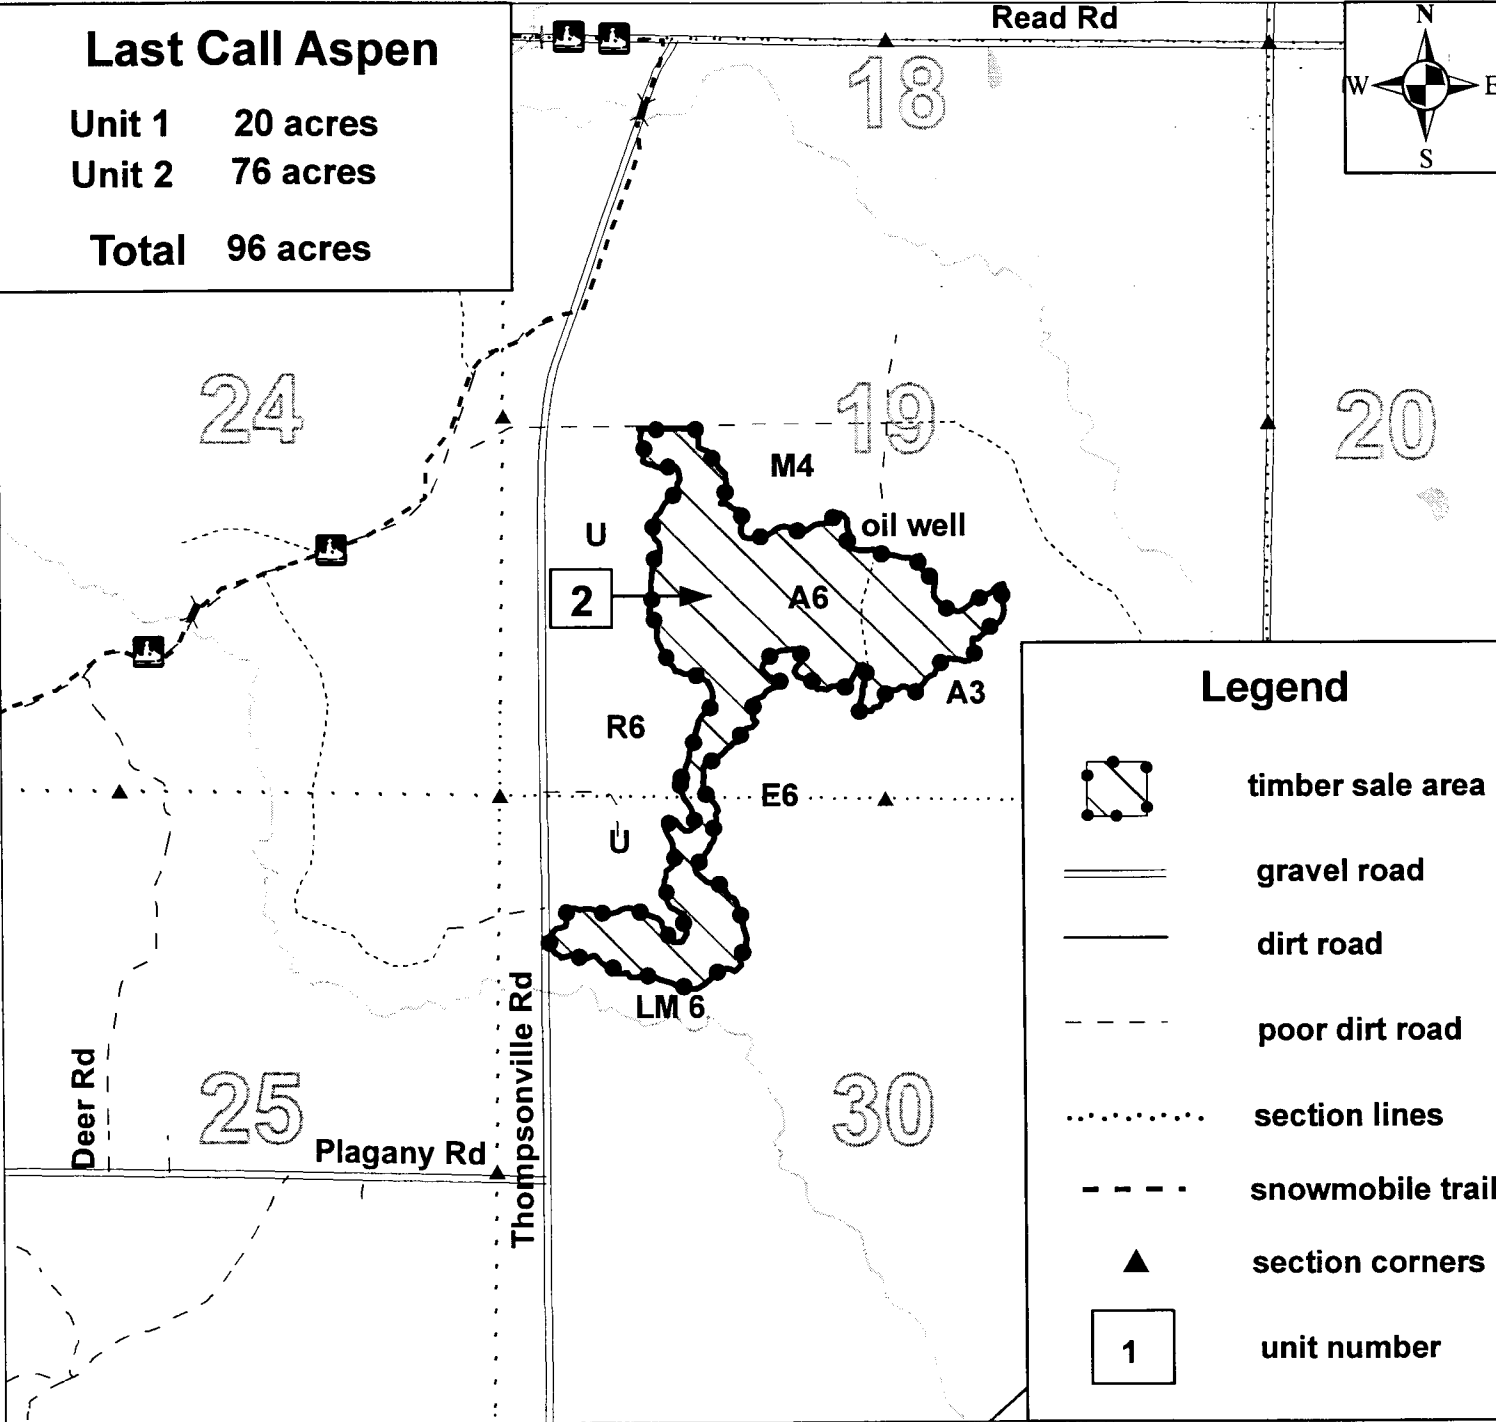 Last Call Aspen
Unit 1 20 acres
Unit 2 76 acres
Total 96 acres
Read Rd
N
W E
S
18
24
19
20
M4
U
oil well
2
A6
A3
R6
E6
U
LM 6
Thompsonville Rd
Deer Rd
25
30
Plagany Rd
Legend
timber sale area
gravel road
dirt road
poor dirt road
section lines
snowmobile trail
section corners
1 unit number